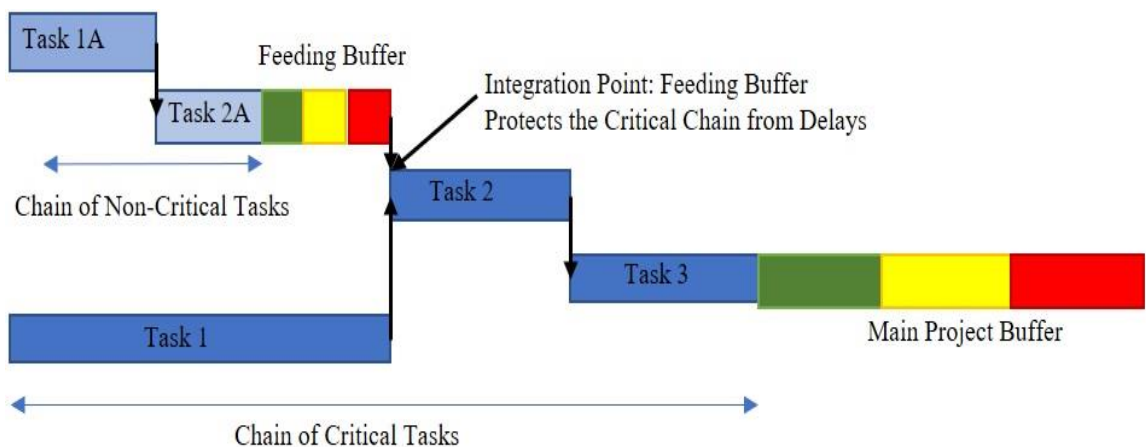 Task 1A
Feeding Buffer
Task 2A
Integration Point: Feeding Buffer
Protects the Critical Chain from Delays
Chain of Non-Critical Tasks
Task 2
Task 3
Task 1
Main Project Buffer
Chain of Critical Tasks